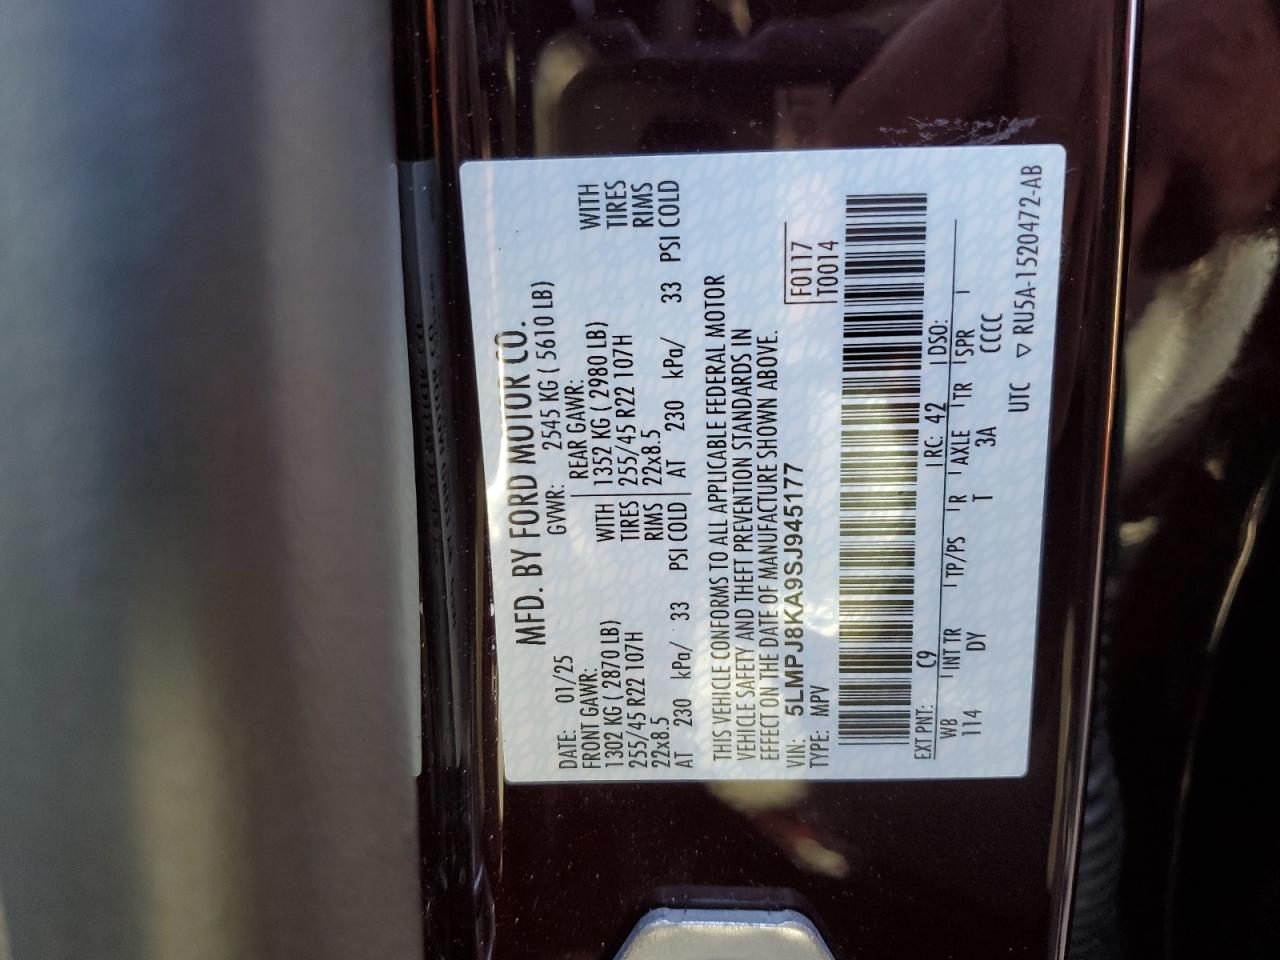 MFD. BY FORD MOTOR CO.
DATE: 01/25 GVWR: 2545 KG ( 5610 LB)
FRONT GAWR: REAR GAWR:
1302 KG ( 2870 LB) WITH 1352 KG ( 2980 LB) WITH
255/45 R22 107H TIRES 255/45 R22 107H TIRES
22x8.5 RIMS 22x8.5 RIMS
AT 230 kPa/ 33 PSI COLD AT 230 kPa/ 33 PSI COLD
THIS VEHICLE CONFORMS TO ALL APPLICABLE FEDERAL MOTOR
VEHICLE SAFETY AND THEFT PREVENTION STANDARDS IN
EFFECT ON THE DATE OF MANUFACTURE SHOWN ABOVE.
VIN: 5LMPJ8KA9SJ945177 F0117
TYPE: MPV T0014
EXT PNT: C9 RC: 42 DSO:
WB INT TR TP/PS R AXLE TR SPR
114 DY T 3A CCCC
UTC ▽ RU5A-1520472-AB